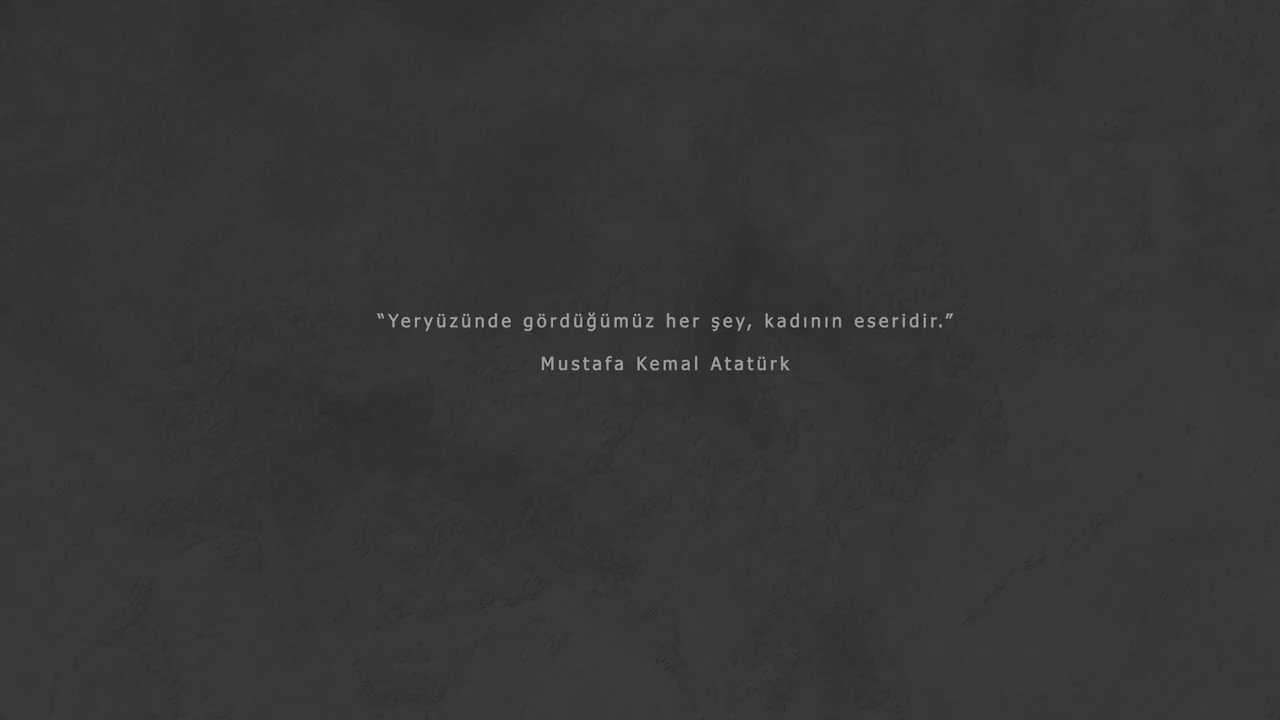 “Yeryüzünde gördüğümüz her şey, kadının eseridir.”
Mustafa Kemal Atatürk